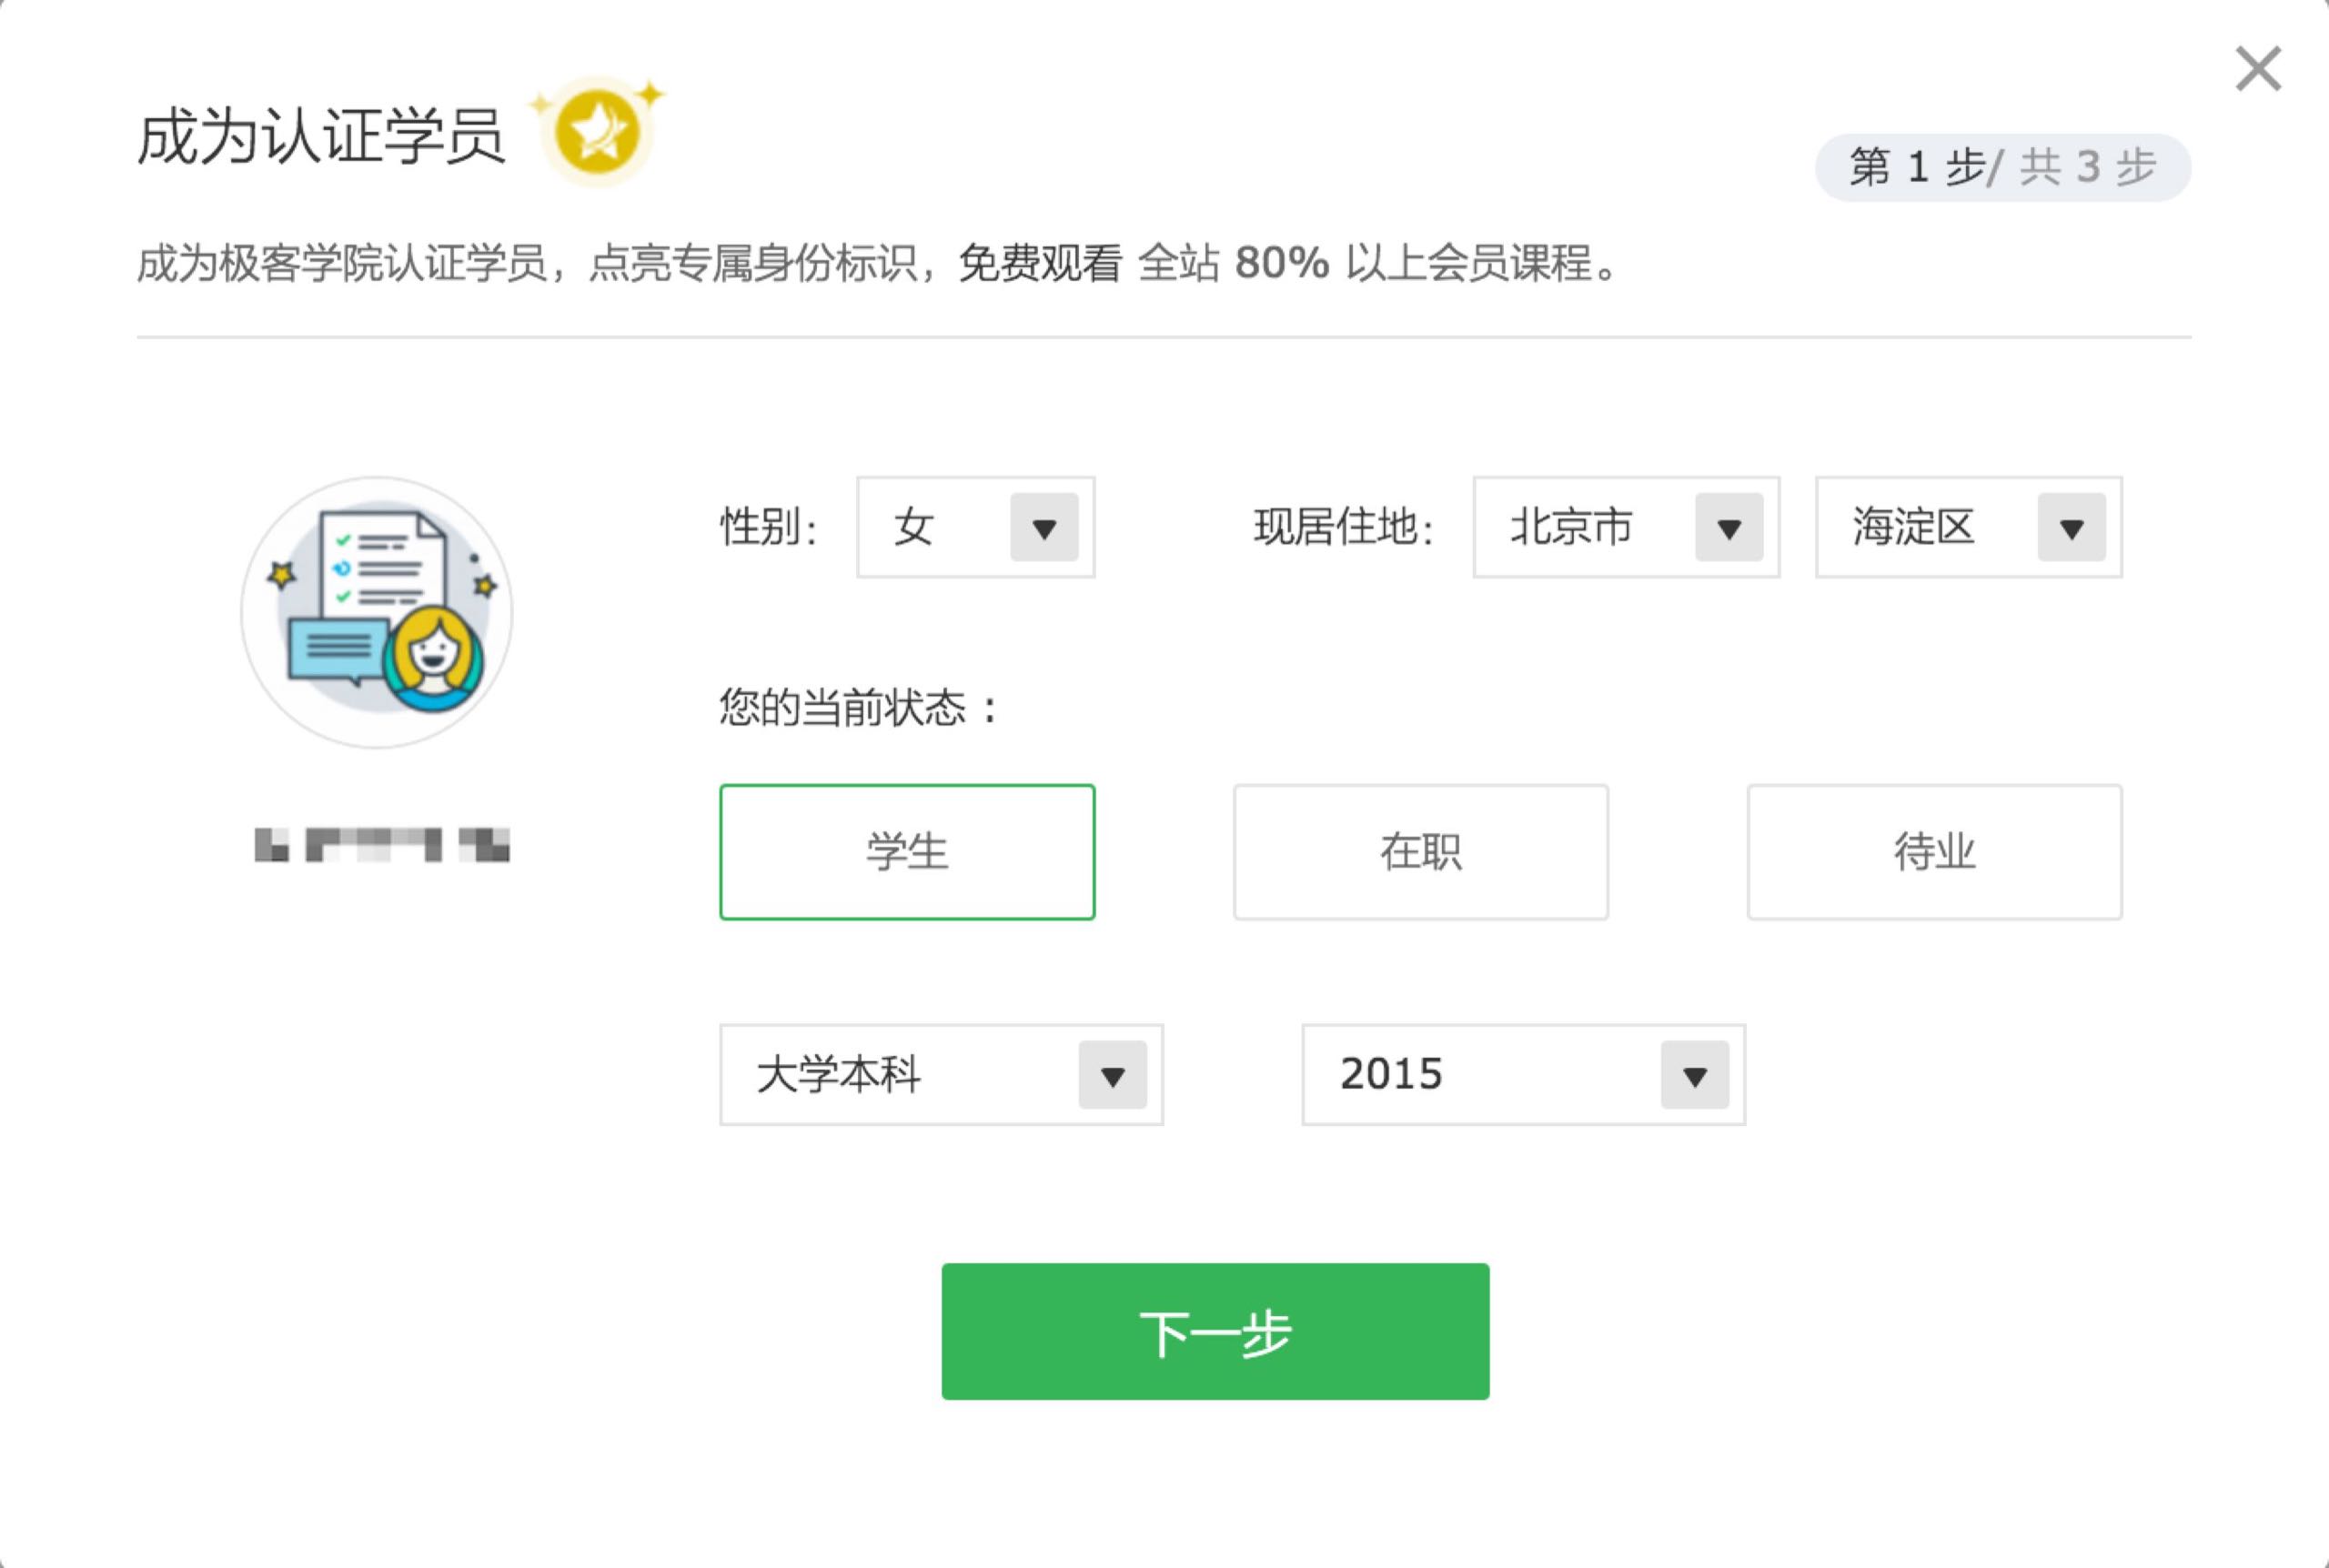 成为认证学员
第 1 步/ 共 3 步
成为极客学院认证学员，点亮专属身份标识，免费观看 全站 80% 以上会员课程。
性别： 女 现居住地： 北京市 海淀区
您的当前状态：
学生 在职 待业
大学本科 2015
下一步